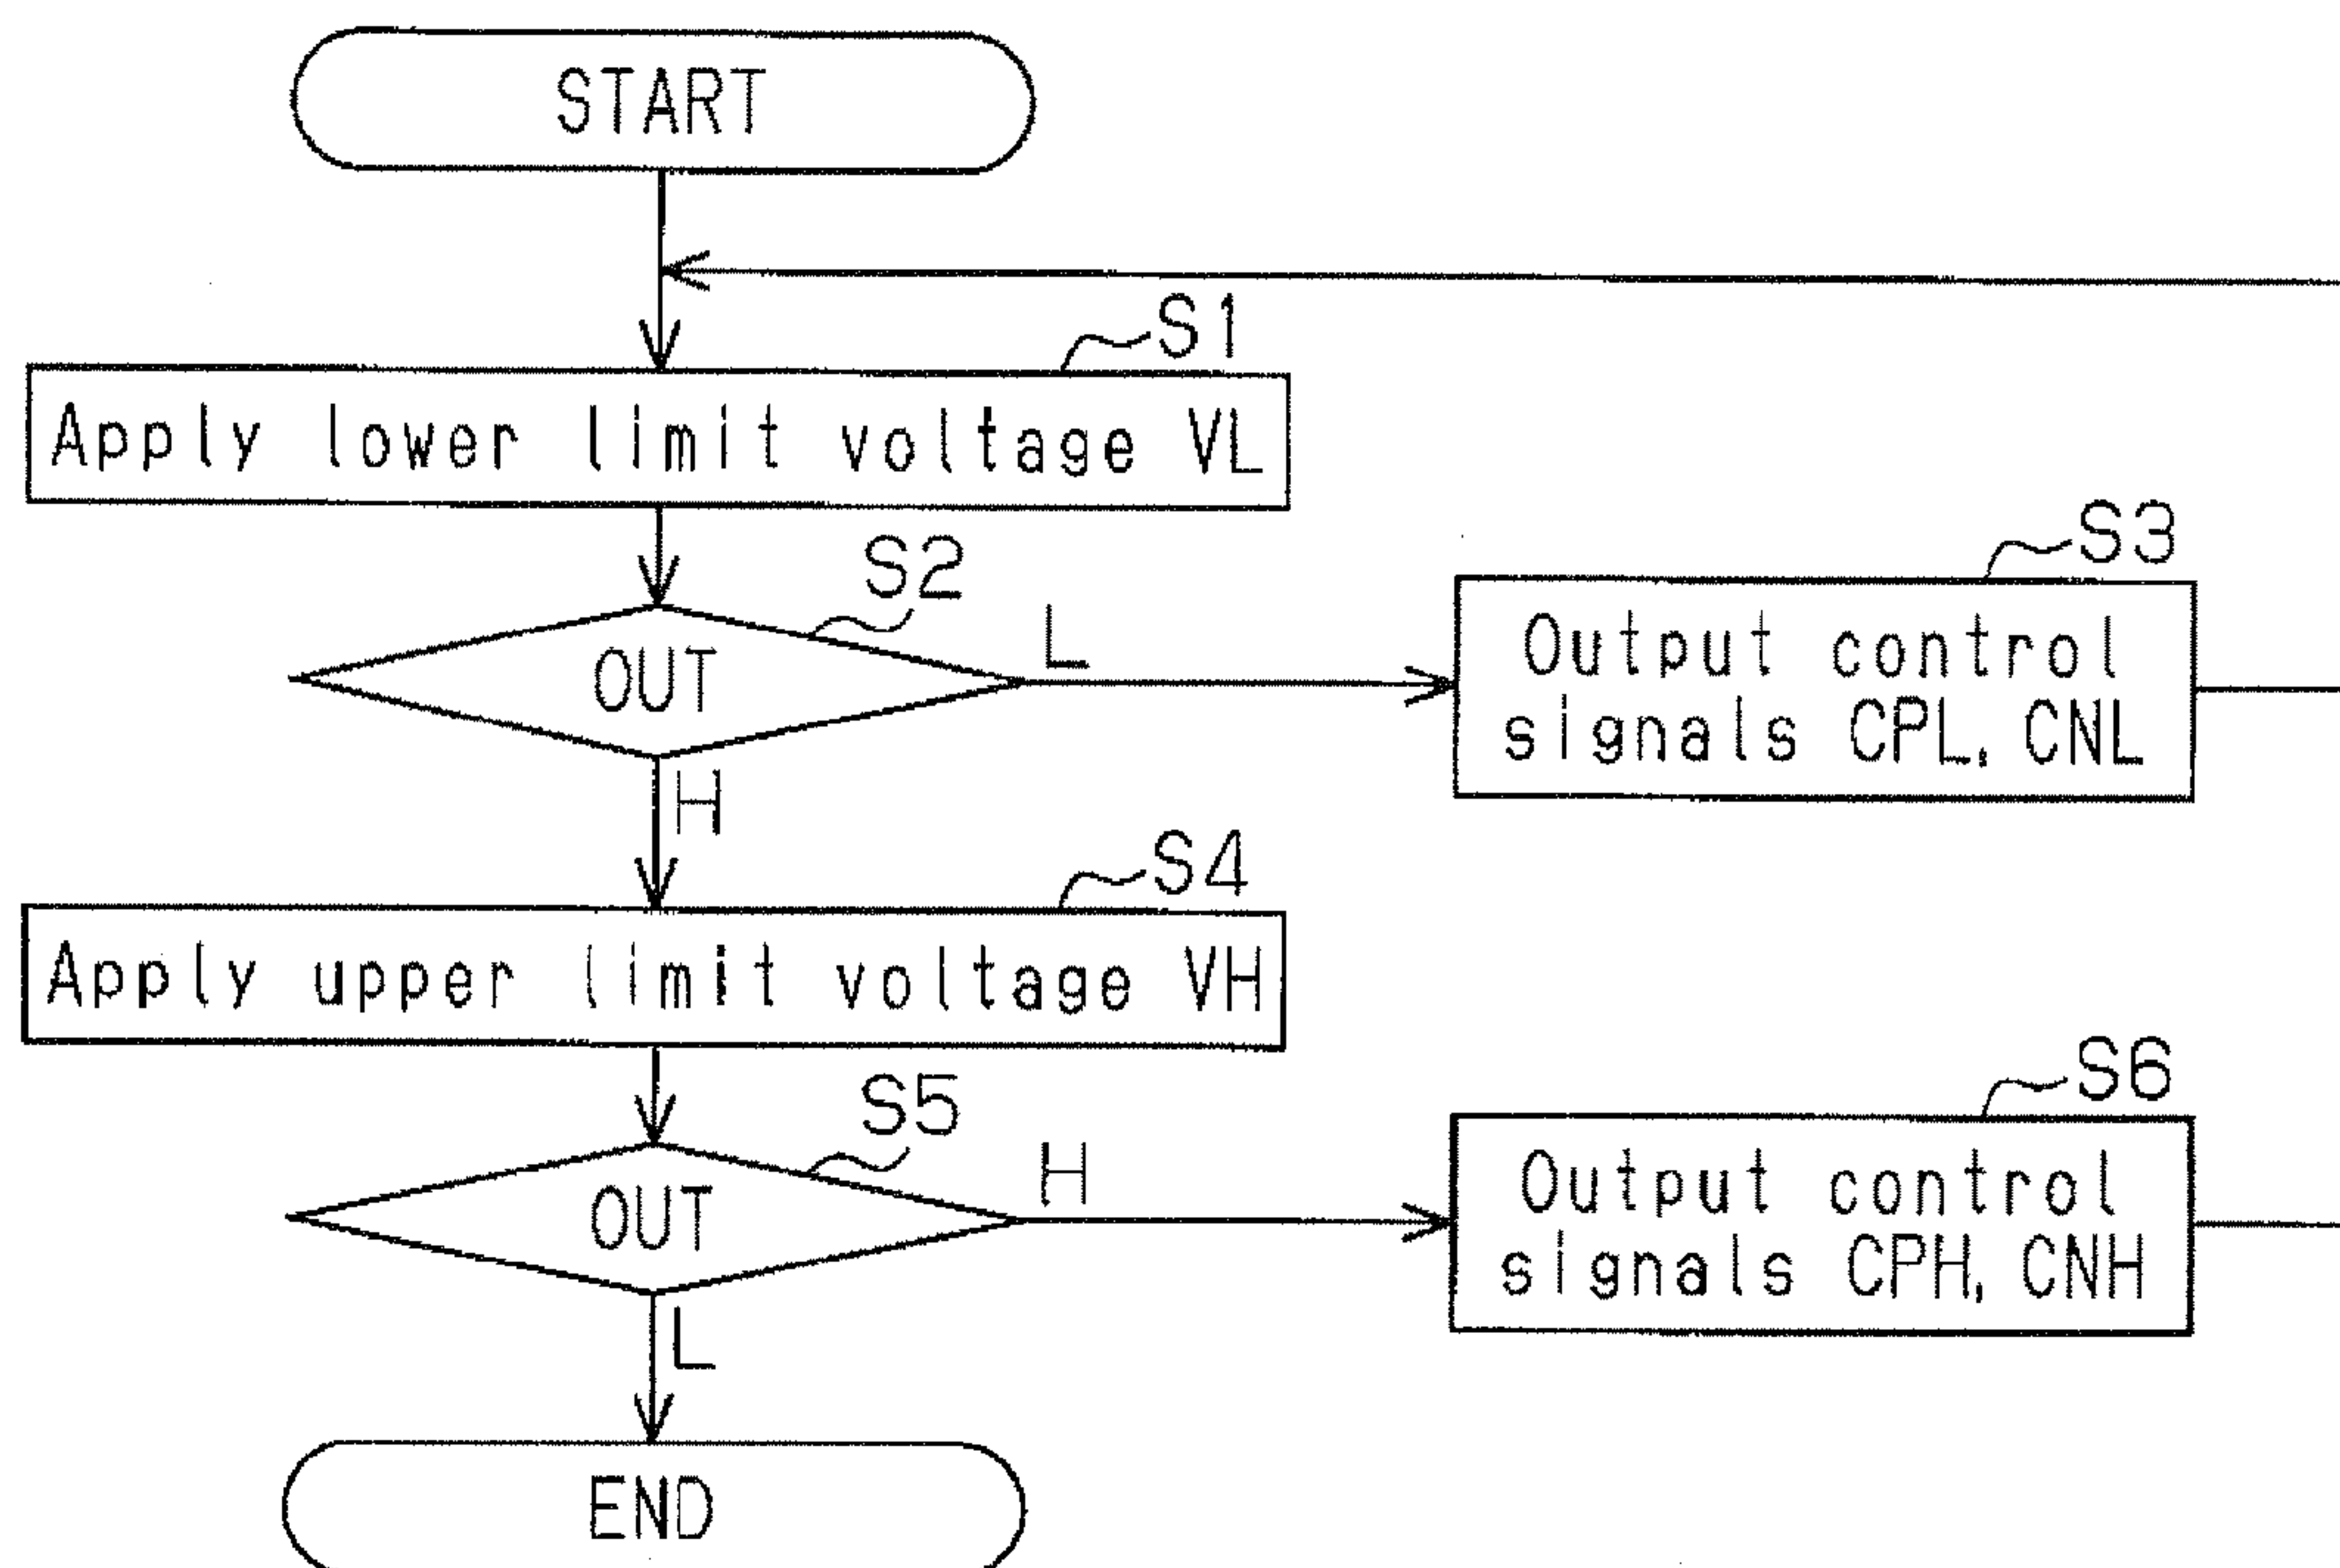 START
S1
Apply lower limit voltage VL
S2
OUT
L
S3
Output control
signals CPL, CNL
H
S4
Apply upper limit voltage VH
S5
OUT
H
S6
Output control
signals CPH, CNH
L
END